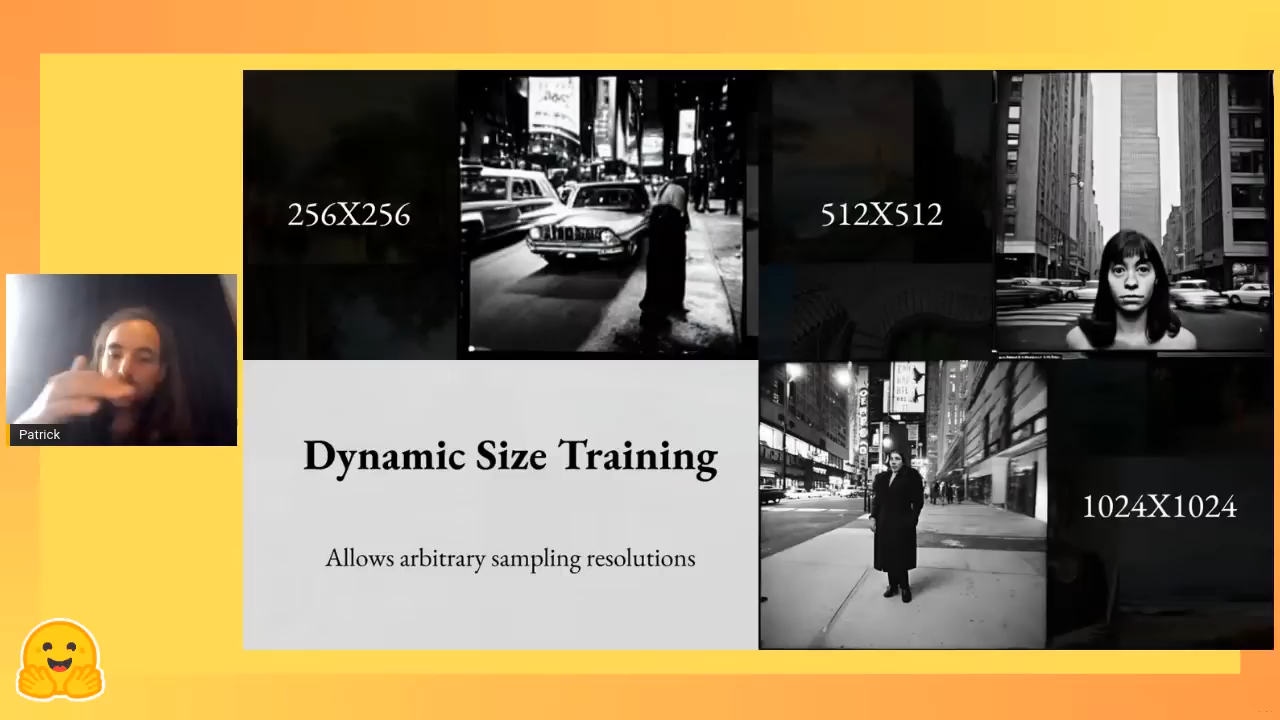 256X256
512X512
Patrick
Dynamic Size Training
Allows arbitrary sampling resolutions
1024X1024